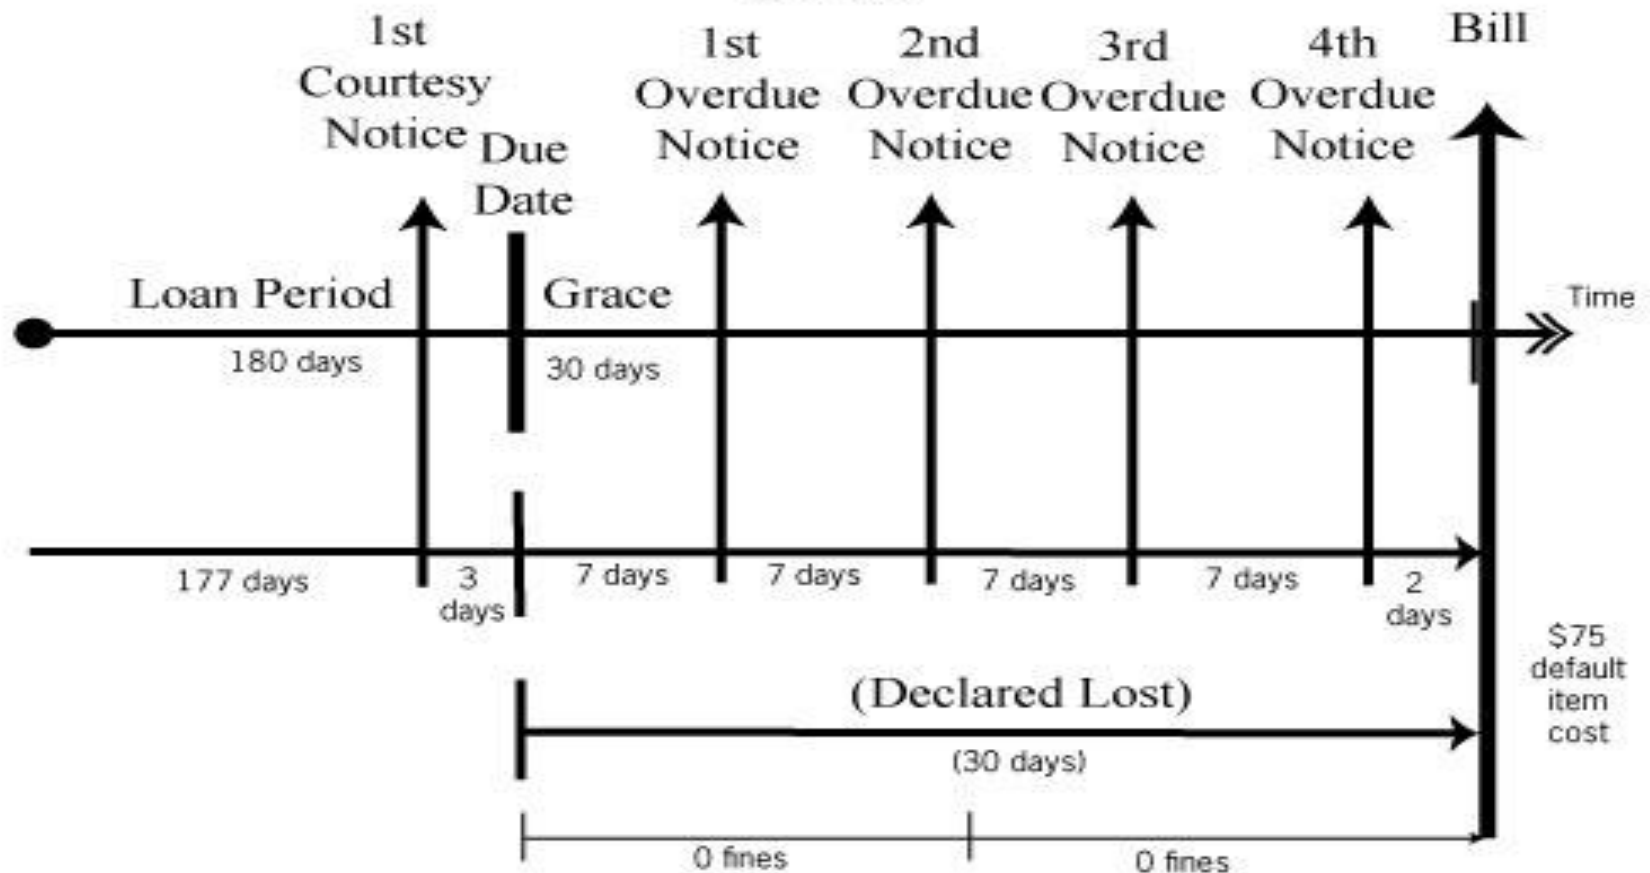 1st
Courtesy
Notice
Due
Date
1st
Overdue
Notice
2nd
Overdue
Notice
3rd
Overdue
Notice
4th
Overdue
Notice
Bill
Loan Period
Grace
Time
180 days
30 days
177 days
3
days
7 days
7 days
7 days
7 days
2
days
$75
default
item
cost
(Declared Lost)
(30 days)
0 fines
0 fines